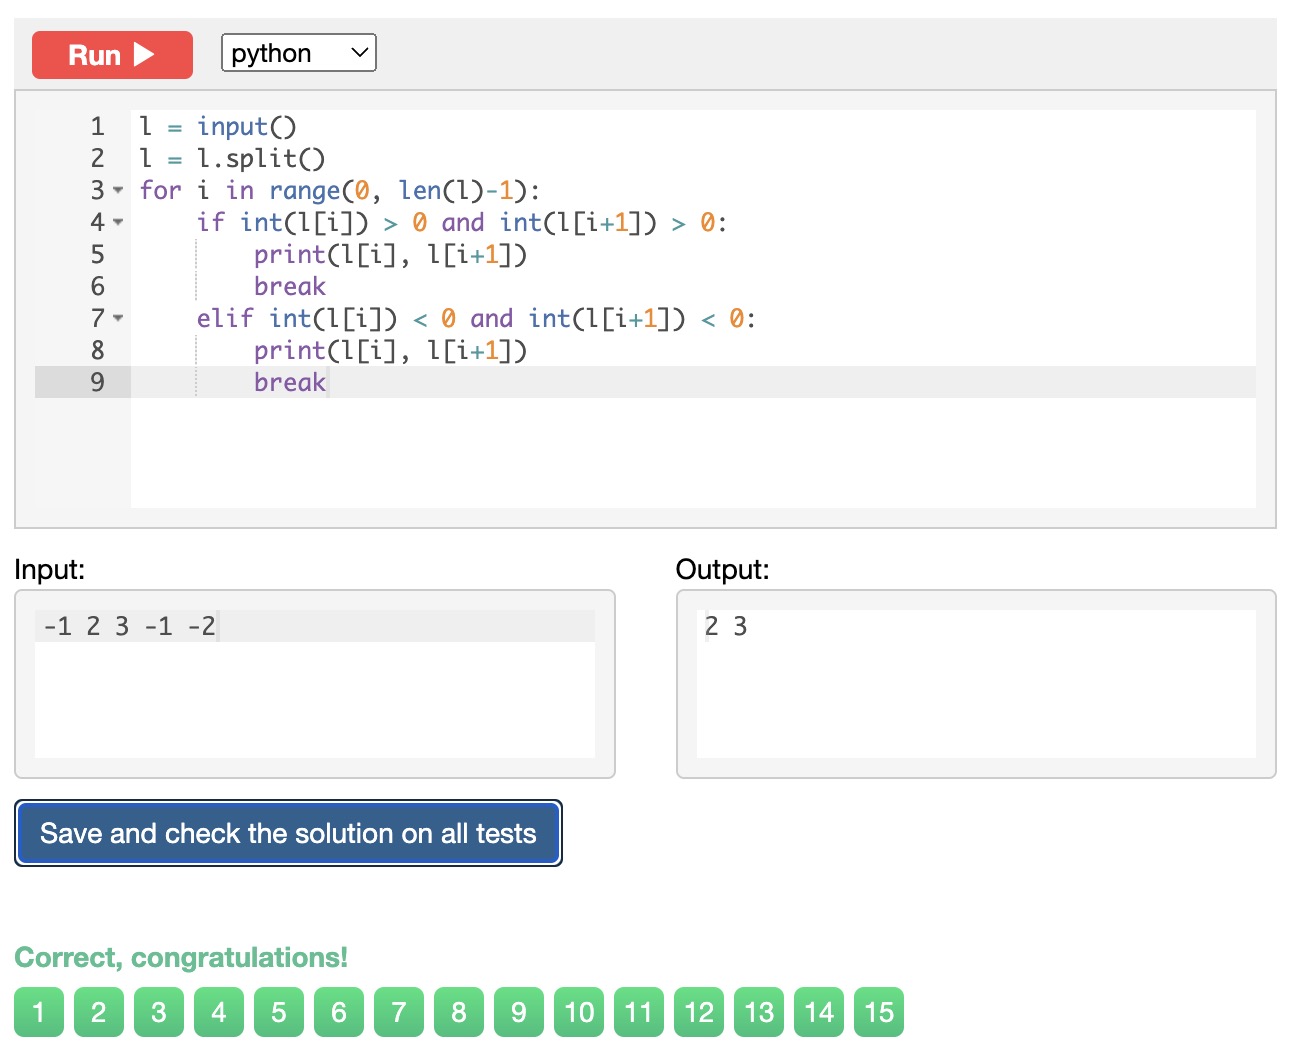 Run
python
1 l = input()
2 l = l.split()
3 for i in range(0, len(l)-1):
4     if int(l[i]) > 0 and int(l[i+1]) > 0:
5         print(l[i], l[i+1])
6         break
7     elif int(l[i]) < 0 and int(l[i+1]) < 0:
8         print(l[i], l[i+1])
9         break
Input:
-1 2 3 -1 -2
Output:
2 3
Save and check the solution on all tests
Correct, congratulations!
1 2 3 4 5 6 7 8 9 10 11 12 13 14 15